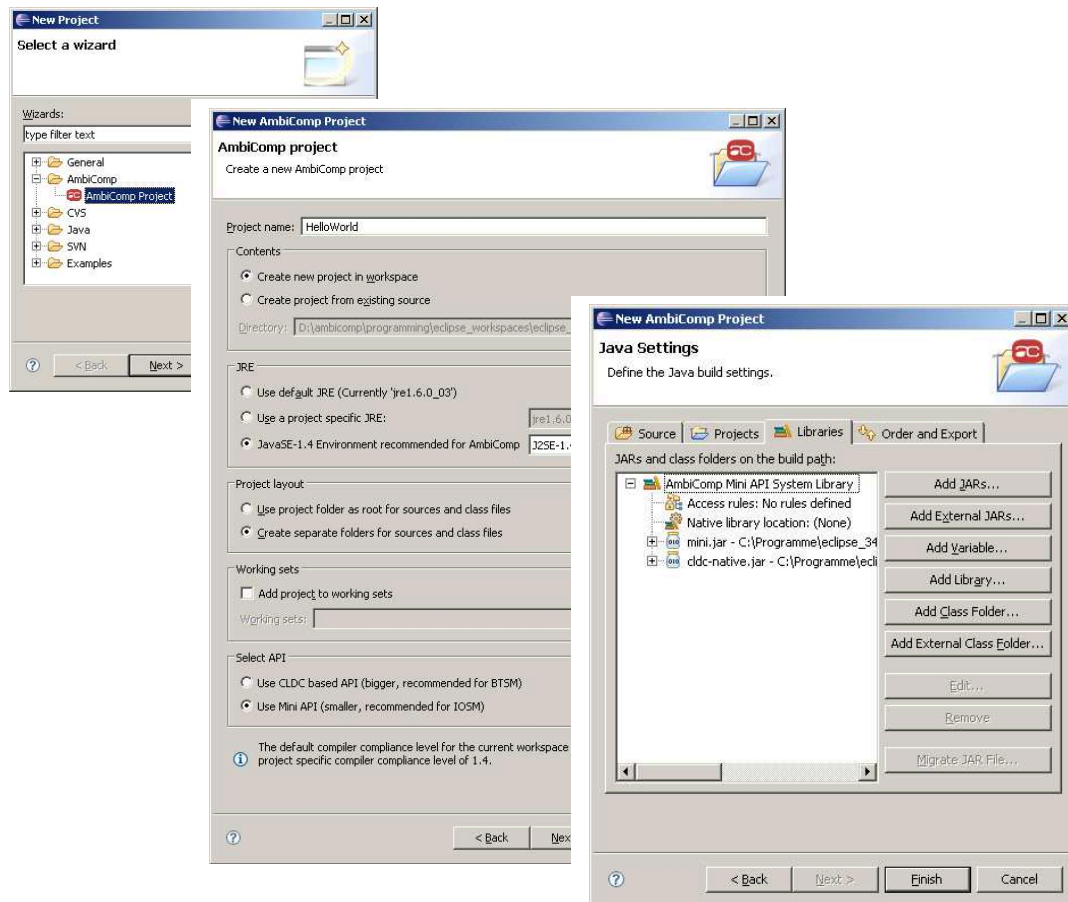 New Project
Select a wizard
Wizards:
type filter text
General
AmbiComp
AmbiComp Project
CVS
Java
SVN
Examples
< Back Next >
New AmbiComp Project
AmbiComp project
Create a new AmbiComp project
Project name: HelloWorld
Contents
Create new project in workspace
Create project from existing source
Directory: D:\ambicomp\programming\eclipse_workspaces\eclipse_
JRE
Use default JRE (Currently 'jre1.6.0_03')
Use a project specific JRE: jre1.6.0
JavaSE-1.4 Environment recommended for AmbiComp J2SE-1.4
Project layout
Use project folder as root for sources and class files
Create separate folders for sources and class files
Working sets
Add project to working sets
Working sets:
Select API
Use CLDC based API (bigger, recommended for BTSM)
Use Mini API (smaller, recommended for IOSM)
The default compiler compliance level for the current workspace
project specific compiler compliance level of 1.4.
< Back Nex
New AmbiComp Project
Java Settings
Define the Java build settings.
Source Projects Libraries Order and Export
JARs and class folders on the build path:
AmbiComp Mini API System Library
Access rules: No rules defined
Native library location: (None)
mini.jar - C:\Programme\eclipse_34
cldc-native.jar - C:\Programme\ecli
Add JARs...
Add External JARs...
Add Variable...
Add Library...
Add Class Folder...
Add External Class Folder...
Edit...
Remove
Migrate JAR File...
< Back Next > Finish Cancel